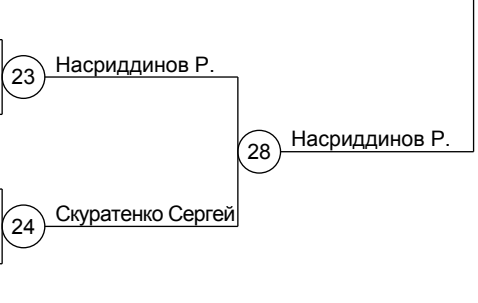 23 Насриддинов Р.
28 Насриддинов Р.
24 Скуратенко Сергей